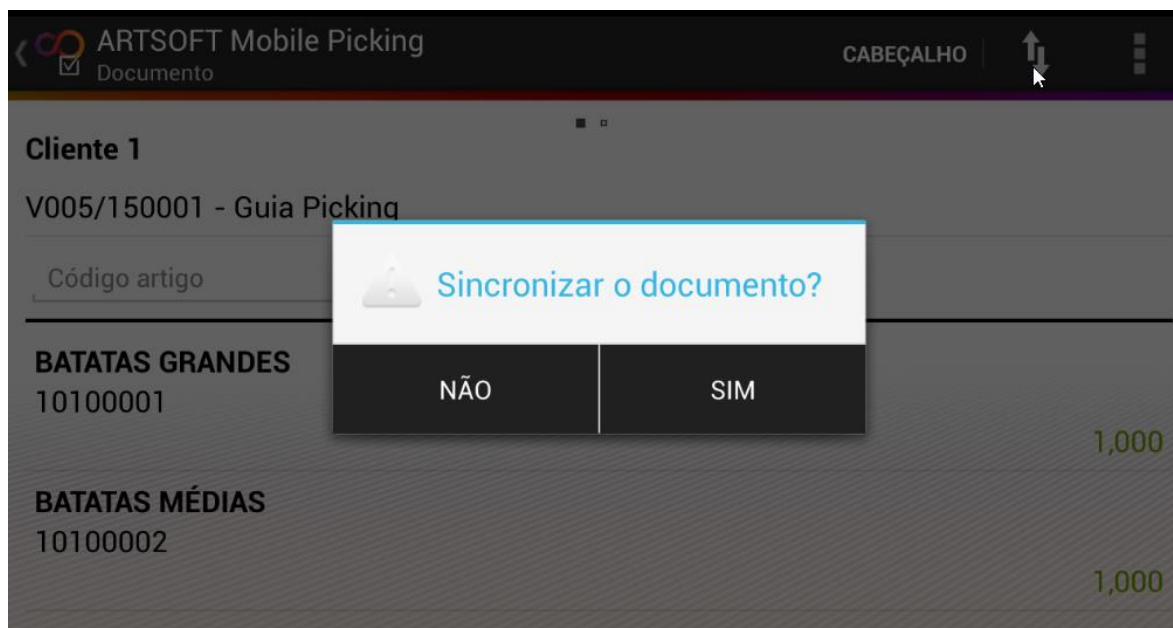 ARTSOFT Mobile Picking
Documento
CABEÇALHO
Cliente 1
V005/150001 - Guia Picking
Código artigo
Sincronizar o documento?
NÃO
SIM
BATATAS GRANDES
10100001
1,000
BATATAS MÉDIAS
10100002
1,000